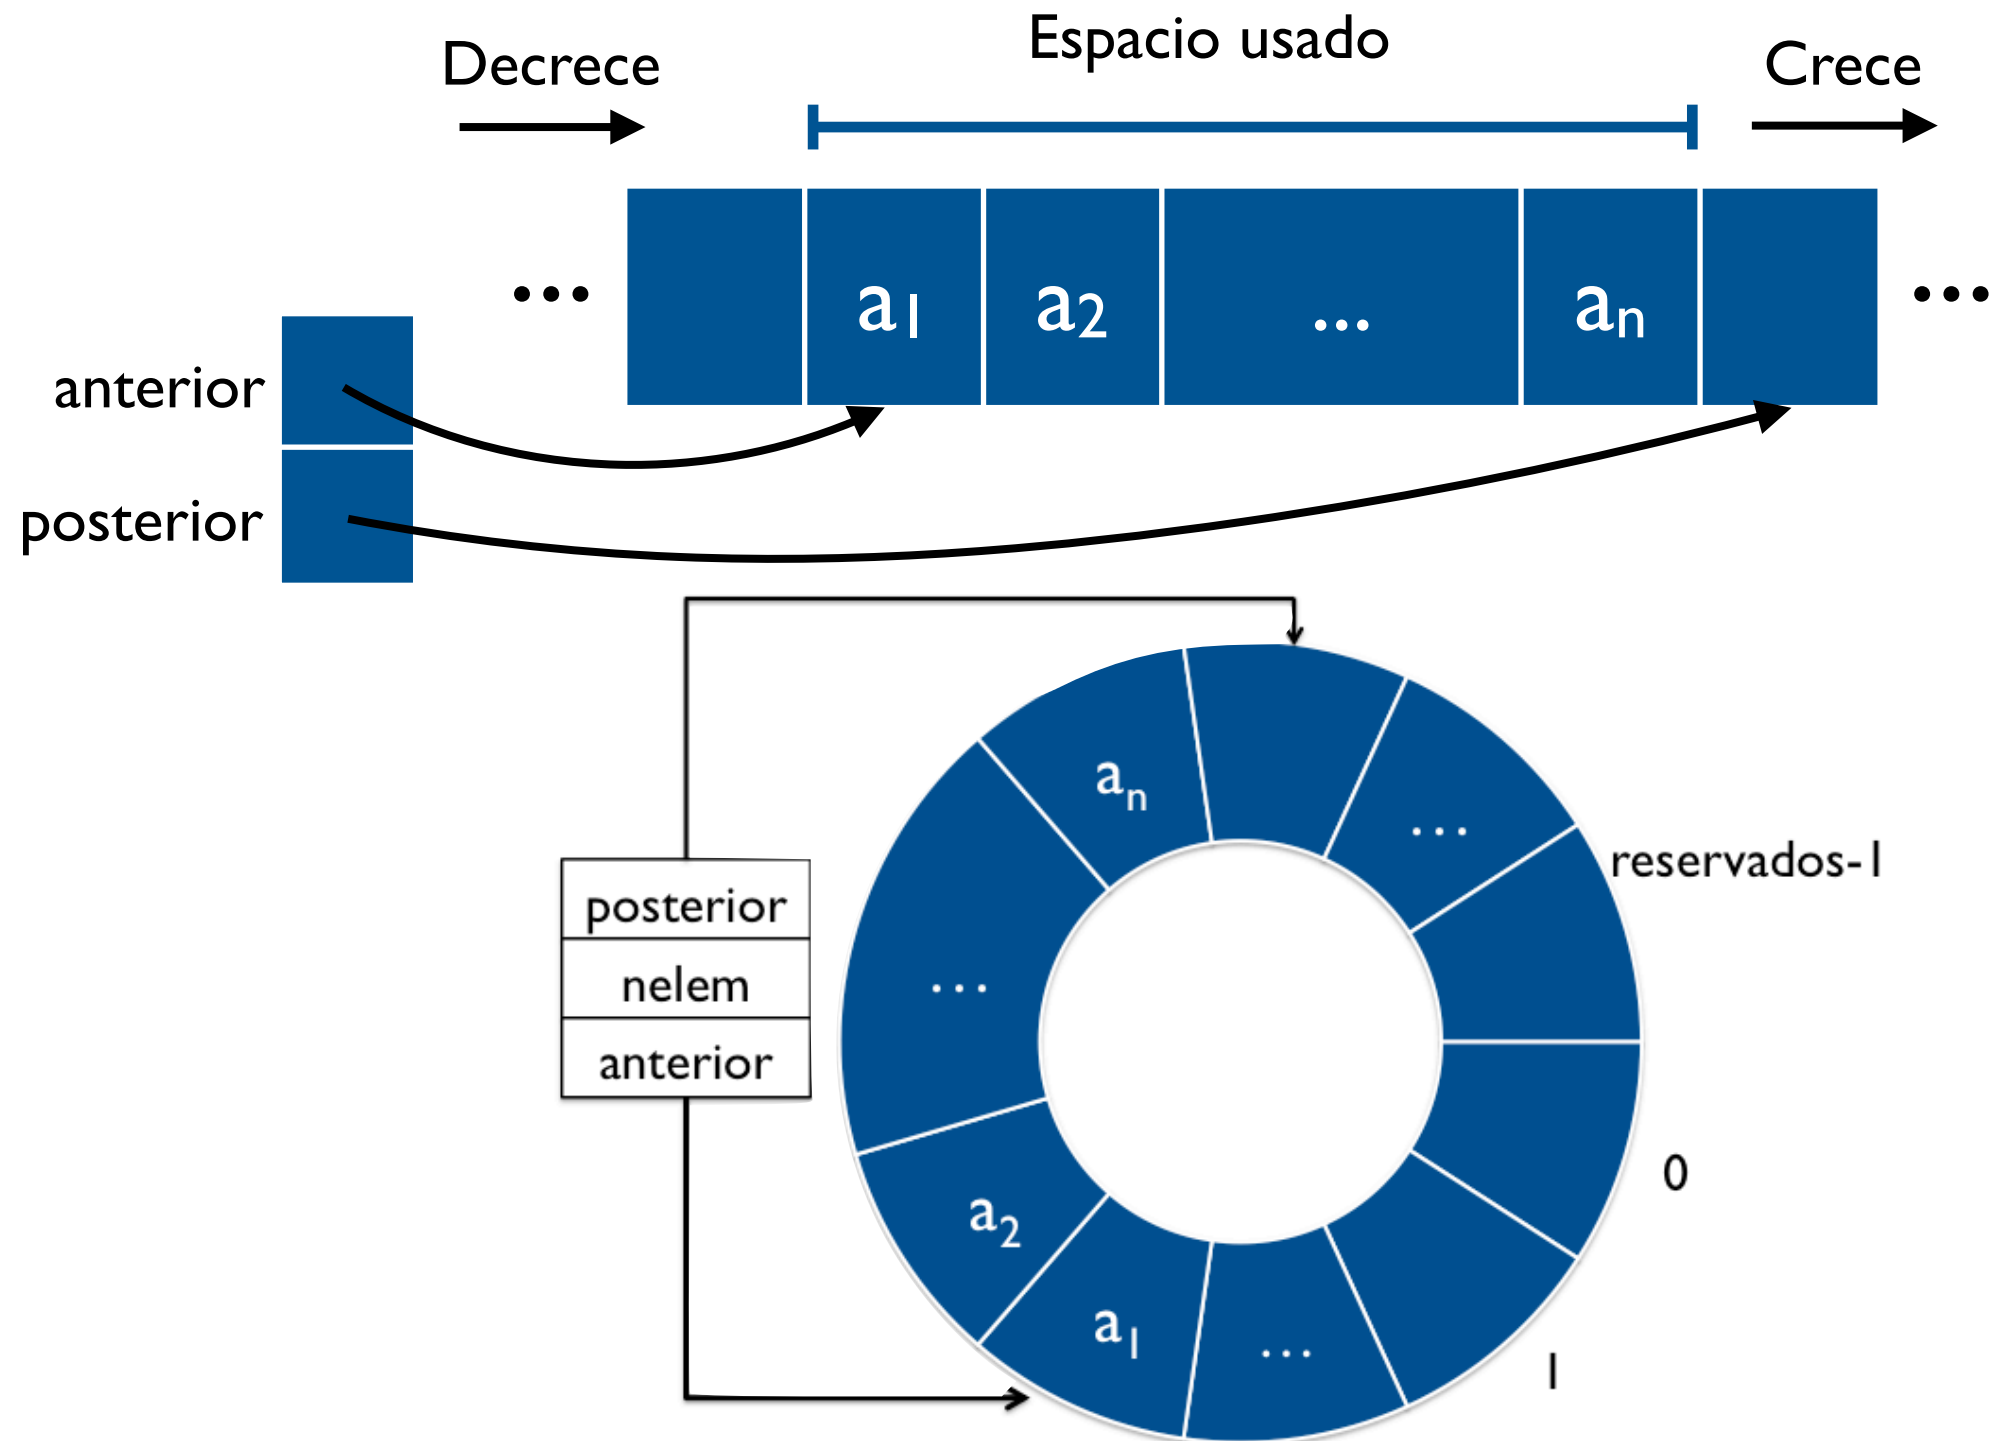 Espacio usado
Decrece
Crece
...
a1
a2
...
an
...
anterior
posterior
an
...
reservados-1
posterior
nelem
anterior
...
0
a2
a1
...
1